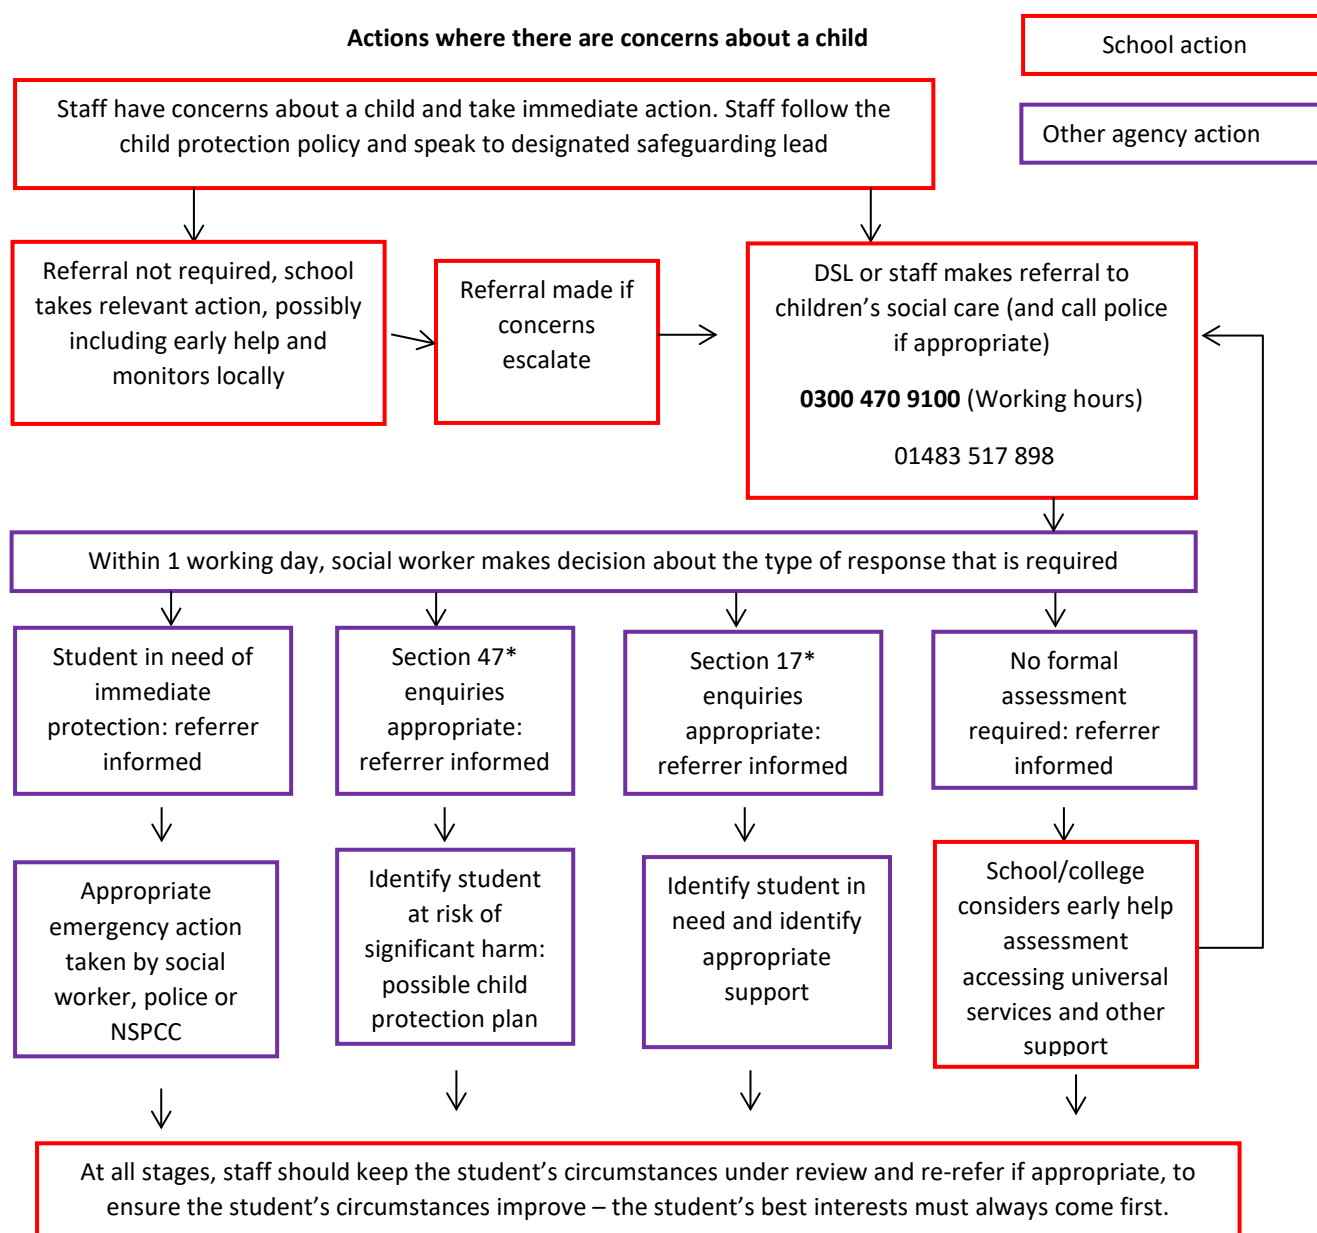 Actions where there are concerns about a child
School action
Other agency action
Staff have concerns about a child and take immediate action. Staff follow the
child protection policy and speak to designated safeguarding lead
Referral not required, school
takes relevant action, possibly
including early help and
monitors locally
Referral made if
concerns
escalate
DSL or staff makes referral to
children’s social care (and call police
if appropriate)
0300 470 9100 (Working hours)
01483 517 898
Within 1 working day, social worker makes decision about the type of response that is required
Student in need of
immediate
protection: referrer
informed
Section 47*
enquiries
appropriate:
referrer informed
Section 17*
enquiries
appropriate:
referrer informed
No formal
assessment
required: referrer
informed
Appropriate
emergency action
taken by social
worker, police or
NSPCC
Identify student
at risk of
significant harm:
possible child
protection plan
Identify student in
need and identify
appropriate
support
School/college
considers early help
assessment
accessing universal
services and other
support
At all stages, staff should keep the student’s circumstances under review and re-refer if appropriate, to
ensure the student’s circumstances improve – the student’s best interests must always come first.